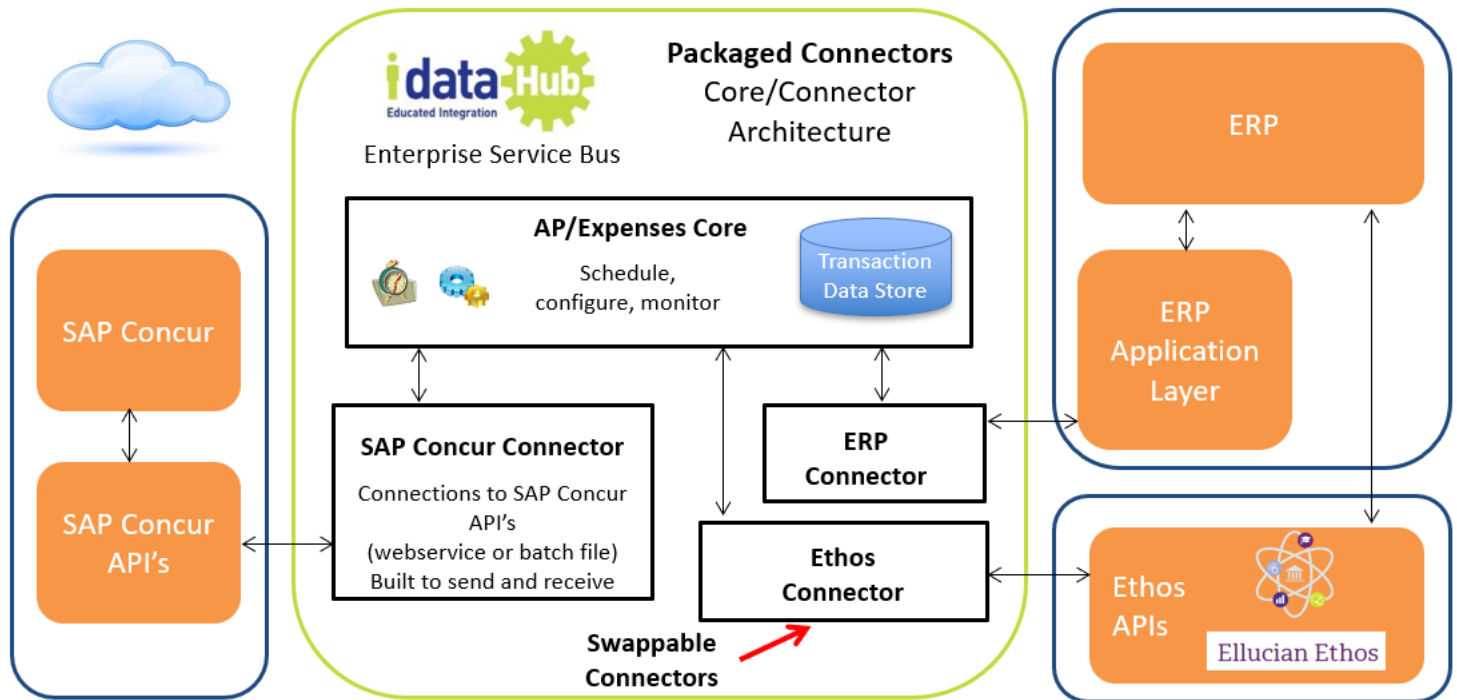 idata Hub
Educated Integration
Enterprise Service Bus
Packaged Connectors
Core/Connector
Architecture
AP/Expenses Core
Schedule,
configure, monitor
Transaction
Data Store
SAP Concur
SAP Concur
API's
SAP Concur Connector
Connections to SAP Concur
API's
(webservice or batch file)
Built to send and receive
ERP
Connector
Ethos
Connector
Swappable
Connectors
ERP
ERP
Application
Layer
Ethos
APIs
Ellucian Ethos